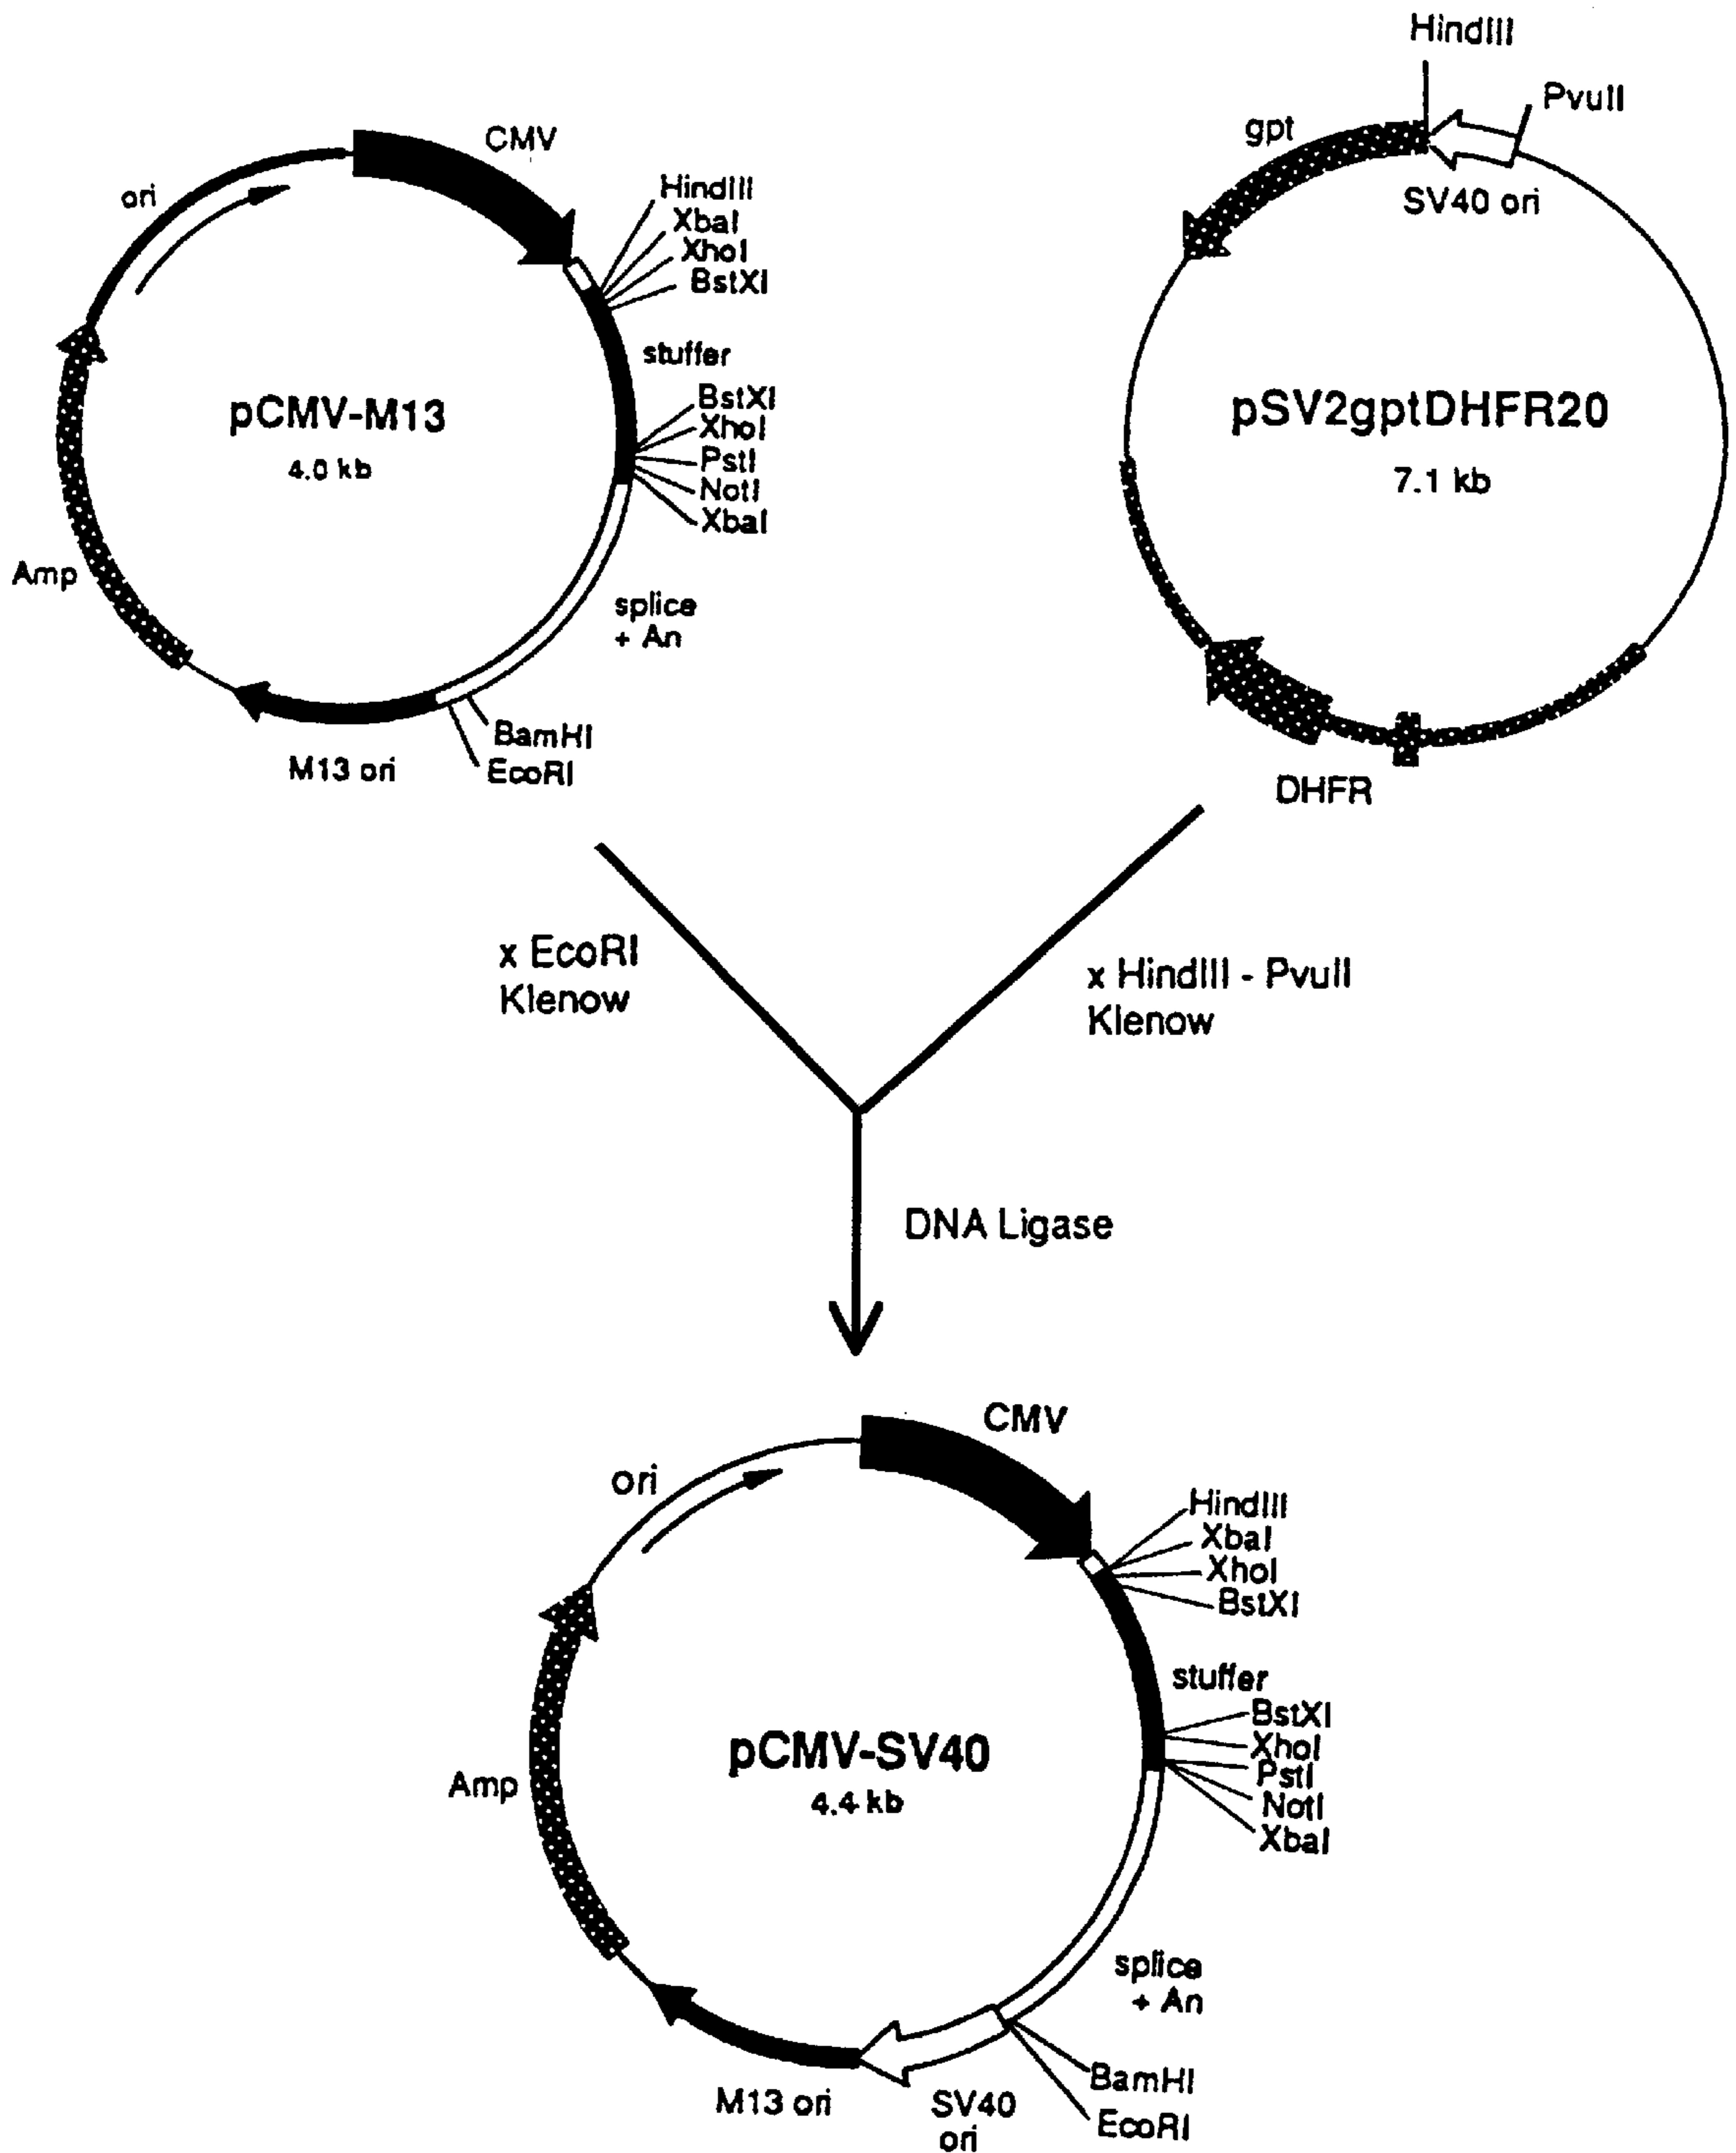 CMV
ori
HindIII
XbaI
XhoI
BstXI
stuffer
BstXI
XhoI
PstI
NotI
XbaI
pCMV-M13
4.0 kb
Amp
splice
+ An
BamHI
EcoRI
M13 ori
HindIII
PvuII
gpt
SV40 ori
pSV2gptDHFR20
7.1 kb
DHFR
x EcoRI
Klenow
x HindIII - PvuII
Klenow
DNA Ligase
CMV
ori
HindIII
XbaI
XhoI
BstXI
stuffer
BstXI
XhoI
PstI
NotI
XbaI
pCMV-SV40
4.4 kb
Amp
splice
+ An
BamHI
EcoRI
M13 ori
SV40
ori